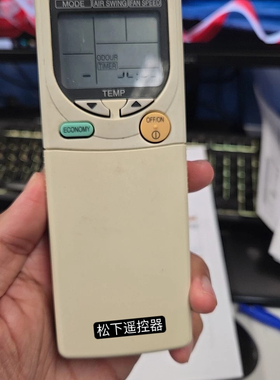 MODE AIR SWING FAN SPEED
ODOUR
TIMER
TEMP
ECONOMY
OFF/ON
松下遥控器